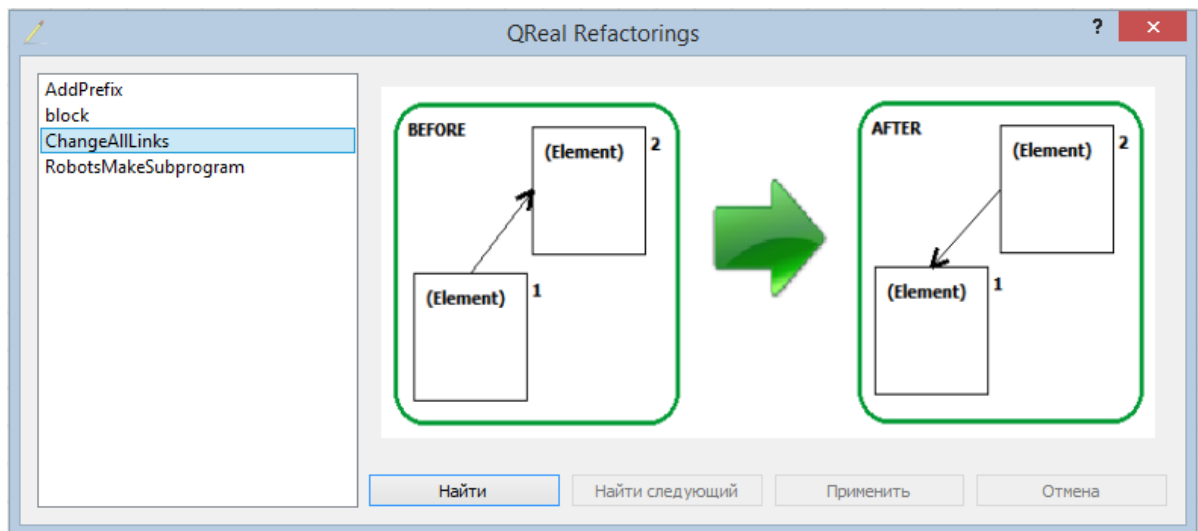 QReal Refactorings
?
×
AddPrefix
block
ChangeAllLinks
RobotsMakeSubprogram
BEFORE
(Element)
2
(Element)
1
AFTER
(Element)
2
(Element)
1
Найти
Найти следующий
Применить
Отмена